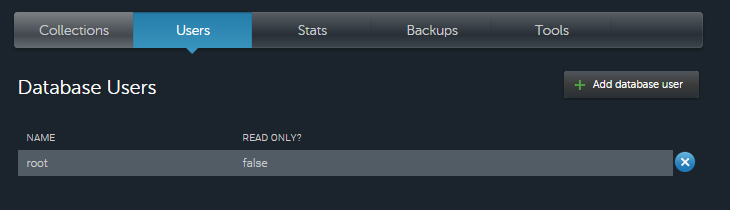 Collections Users Stats Backups Tools
Database Users
+ Add database user
NAME READ ONLY?
root false